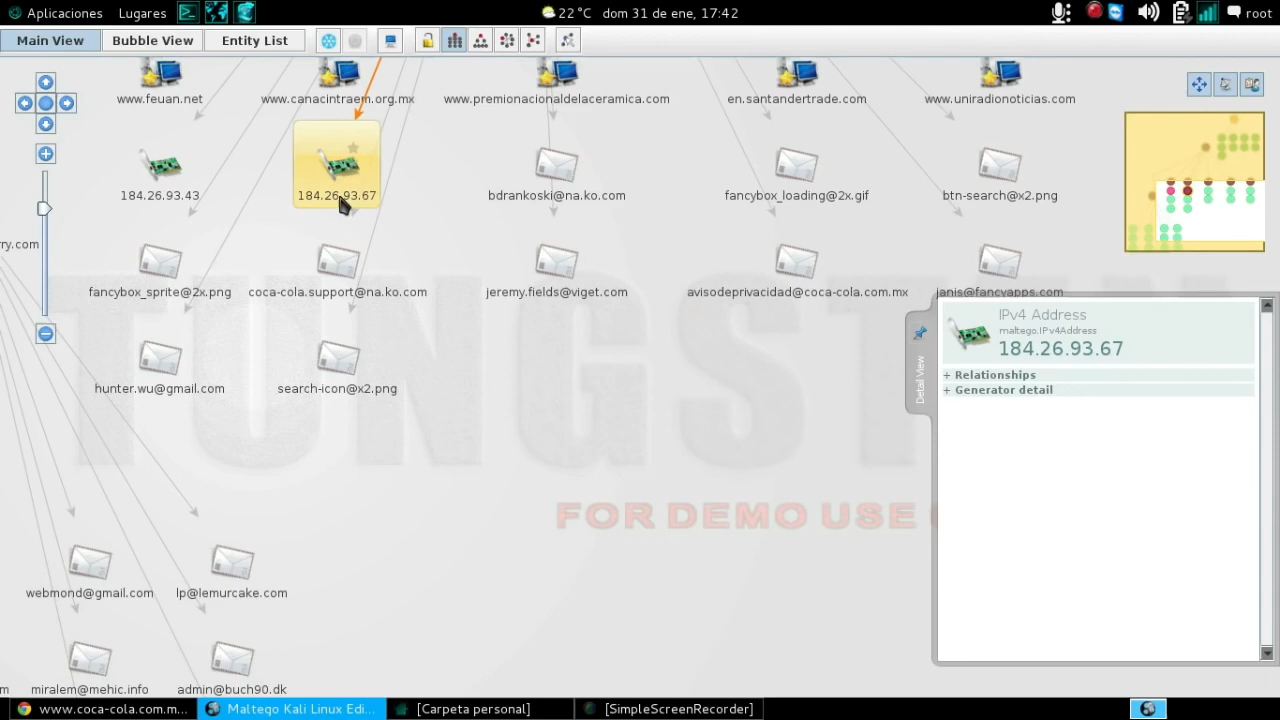 Aplicaciones Lugares 22 °C dom 31 de ene, 17:42 root
Main View Bubble View Entity List
www.feuan.net www.canacintraem.org.mx www.premionacionaldelaceramica.com en.santandertrade.com www.uniradionoticias.com
184.26.93.43 184.26.93.67 bdrankoski@na.ko.com fancybox_loading@2x.gif btn-search@x2.png
rry.com
fancybox_sprite@2x.png coca-cola.support@na.ko.com jeremy.fields@viget.com avisodeprivacidad@coca-cola.com.mx janis@fancyapps.com
IPv4 Address
maltego.IPv4Address
184.26.93.67
+ Relationships
+ Generator detail
Detail View
hunter.wu@gmail.com search-icon@x2.png
TUNGST
FOR DEMO USE
webmond@gmail.com lp@lemurcake.com
m miralem@mehic.info admin@buch90.dk
www.coca-cola.com.m... Maltego Kali Linux Edi... [Carpeta personal] [SimpleScreenRecorder]